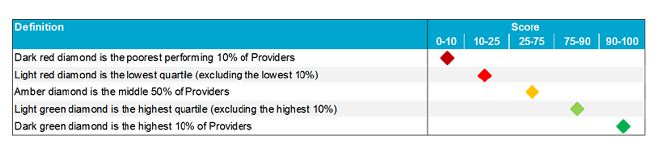 Definition Score
0-10 10-25 25-75 75-90 90-100
Dark red diamond is the poorest performing 10% of Providers
Light red diamond is the lowest quartile (excluding the lowest 10%)
Amber diamond is the middle 50% of Providers
Light green diamond is the highest quartile (excluding the highest 10%)
Dark green diamond is the highest 10% of Providers